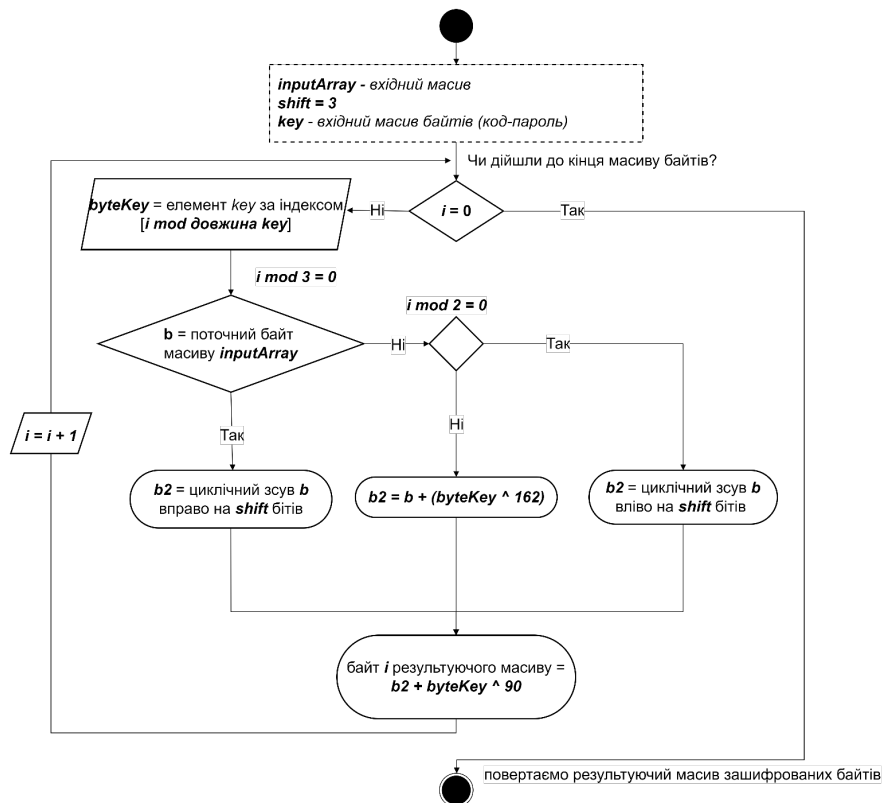 inputArray - вхідний масив
shift = 3
key - вхідний масив байтів (код-пароль)
Чи дійшли до кінця масиву байтів?
byteKey = елемент key за індексом
[i mod довжина key]
Ні
i = 0
Так
i mod 3 = 0
i mod 2 = 0
b = поточний байт
масиву inputArray
Ні
Так
i = i + 1
Так
Ні
b2 = циклічний зсув b
вправо на shift бітів
b2 = b + (byteKey ^ 162)
b2 = циклічний зсув b
вліво на shift бітів
байт i результуючого масиву =
b2 + byteKey ^ 90
повертаємо результуючий масив зашифрованих байтів